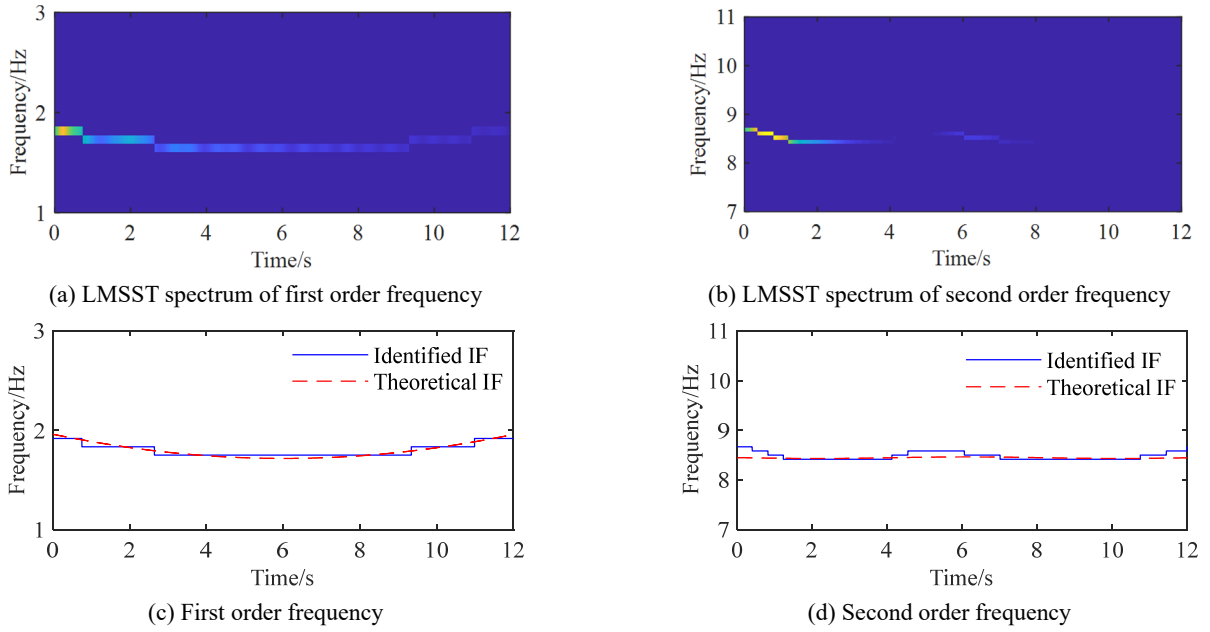 3
2
1
Frequency/Hz
0 2 4 6 8 10 12
Time/s
(a) LMSST spectrum of first order frequency
11
10
9
8
7
Frequency/Hz
0 2 4 6 8 10 12
Time/s
(b) LMSST spectrum of second order frequency
3
2
1
Frequency/Hz
Identified IF
Theoretical IF
0 2 4 6 8 10 12
Time/s
(c) First order frequency
11
10
9
8
7
Frequency/Hz
Identified IF
Theoretical IF
0 2 4 6 8 10 12
Time/s
(d) Second order frequency